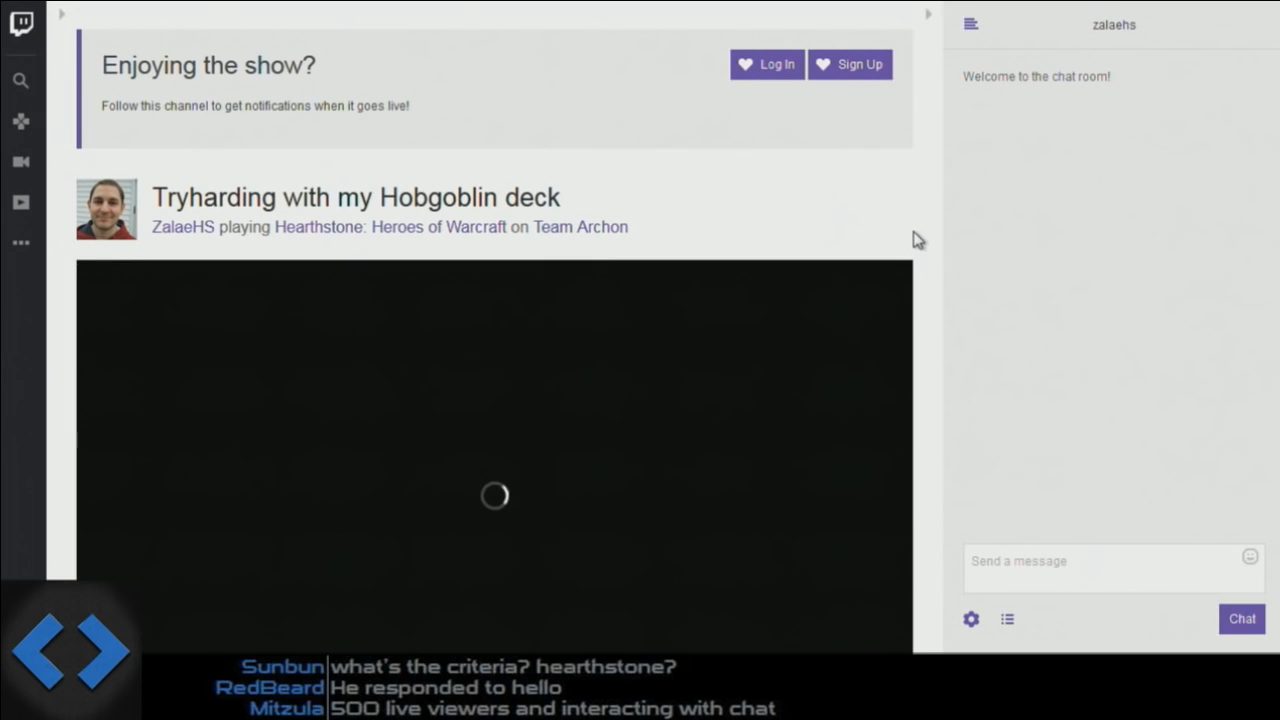 Enjoying the show?
Log In
Sign Up
Follow this channel to get notifications when it goes live!
Tryharding with my Hobgoblin deck
ZalaeHS playing Hearthstone: Heroes of Warcraft on Team Archon
zalaehs
Welcome to the chat room!
Send a message
Chat
Sunbun what's the criteria? hearthstone?
RedBeard He responded to hello
Mitzula 500 live viewers and interacting with chat